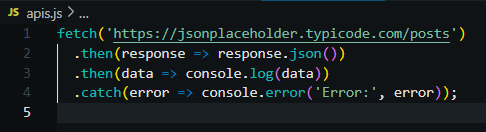 JS apis.js > ...
1 fetch('https://jsonplaceholder.typicode.com/posts')
2   .then(response => response.json())
3   .then(data => console.log(data))
4   .catch(error => console.error('Error:', error));
5